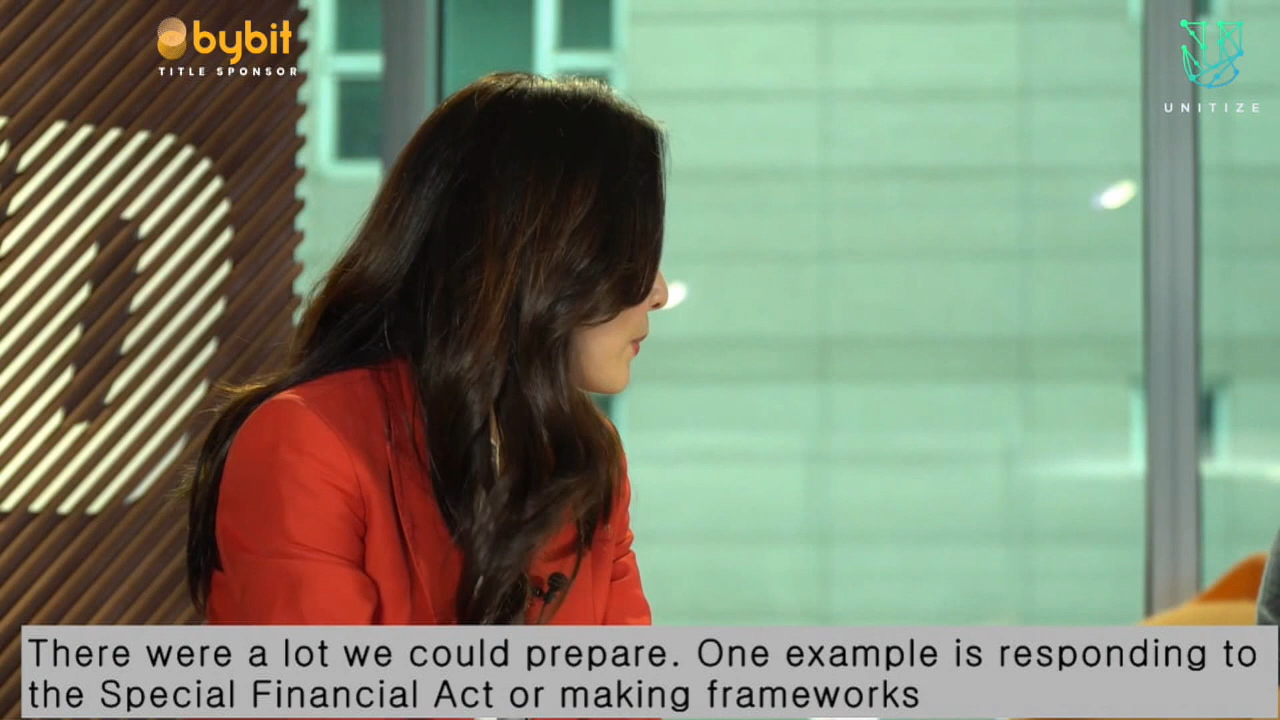 bybit
TITLE SPONSOR
UNITIZE
There were a lot we could prepare. One example is responding to
the Special Financial Act or making frameworks